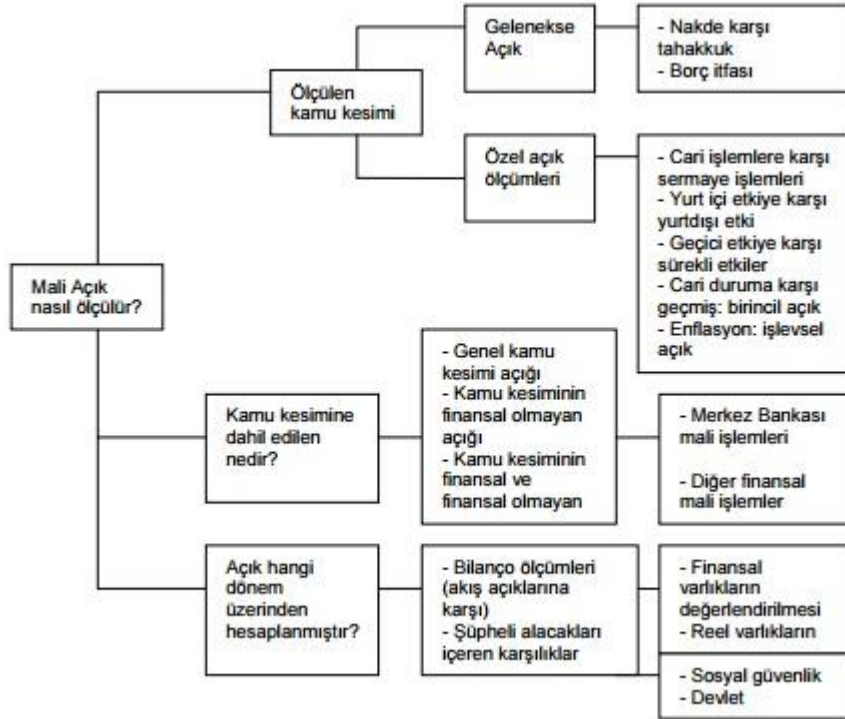 Gelenekse
Açık
- Nakde karşı
tahakkuk
- Borç itfası
Ölçülen
kamu kesimi
Özel açık
ölçümleri
- Cari işlemlere karşı
sermaye işlemleri
- Yurt içi etkiye karşı
yurtdışı etki
- Geçici etkiye karşı
sürekli etkiler
- Cari duruma karşı
geçmiş: birincil açık
- Enflasyon: işlevsel
açık
Mali Açık
nasıl ölçülür?
Kamu kesimine
dahil edilen
nedir?
- Genel kamu
kesimi açığı
- Kamu kesiminin
finansal olmayan
açığı
- Kamu kesiminin
finansal ve
finansal olmayan
- Merkez Bankası
mali işlemleri
- Diğer finansal
mali işlemler
Açık hangi
dönem
üzerinden
hesaplanmıştır?
- Bilanço ölçümleri
(akış açıklarına
karşı)
- Şüpheli alacakları
içeren karşılıklar
- Finansal
varlıkların
değerlendirilmesi
- Reel varlıkların
- Sosyal güvenlik
- Devlet